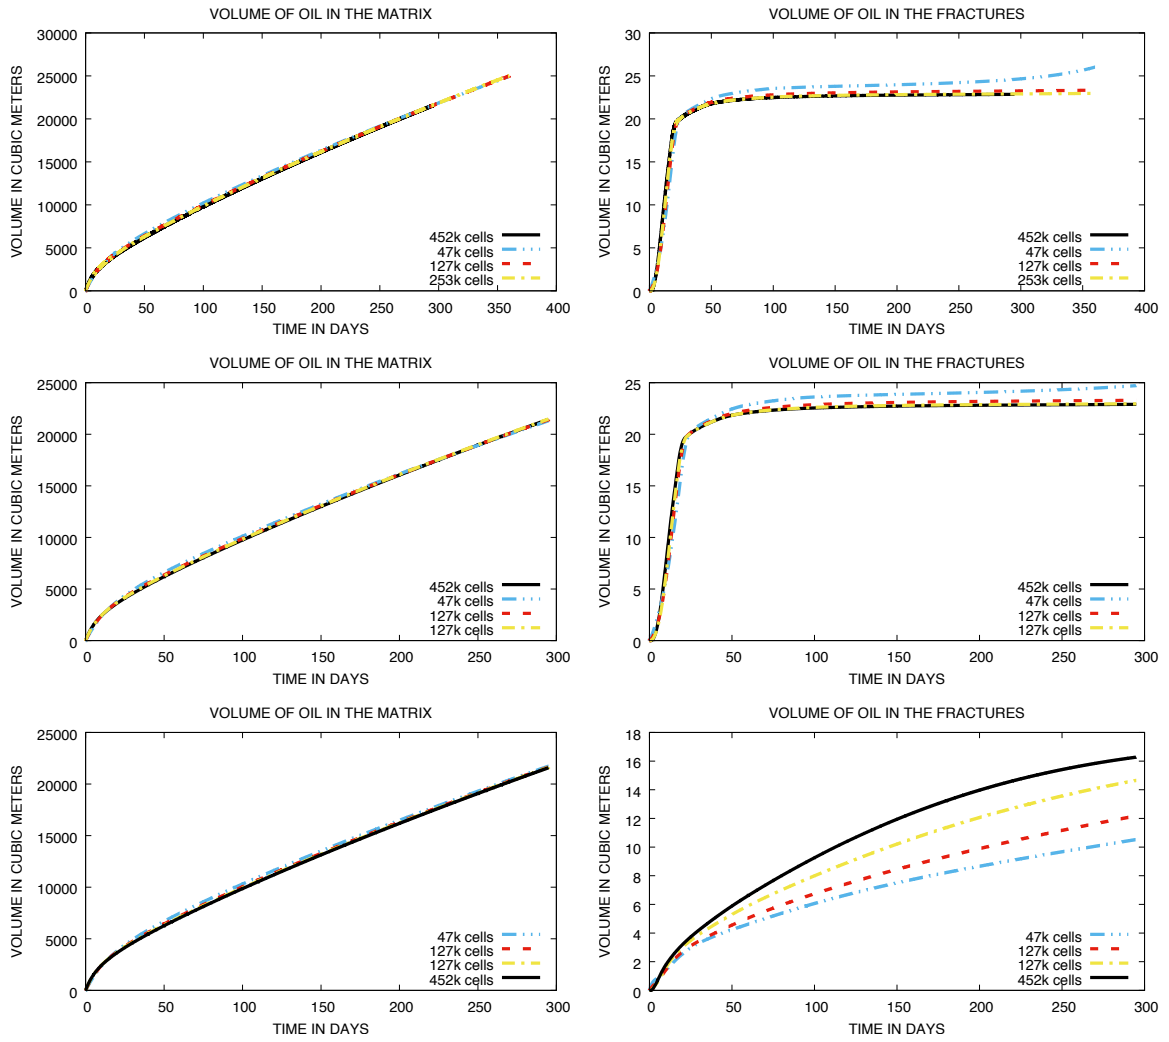 VOLUME OF OIL IN THE MATRIX
VOLUME IN CUBIC METERS
30000
25000
20000
15000
10000
5000
0
452k cells
47k cells
127k cells
253k cells
0 50 100 150 200 250 300 350 400
TIME IN DAYS
VOLUME OF OIL IN THE FRACTURES
VOLUME IN CUBIC METERS
30
25
20
15
10
5
0
452k cells
47k cells
127k cells
253k cells
0 50 100 150 200 250 300 350 400
TIME IN DAYS
VOLUME OF OIL IN THE MATRIX
VOLUME IN CUBIC METERS
25000
20000
15000
10000
5000
0
452k cells
47k cells
127k cells
127k cells
0 50 100 150 200 250 300
TIME IN DAYS
VOLUME OF OIL IN THE FRACTURES
VOLUME IN CUBIC METERS
25
20
15
10
5
0
452k cells
47k cells
127k cells
127k cells
0 50 100 150 200 250 300
TIME IN DAYS
VOLUME OF OIL IN THE MATRIX
VOLUME IN CUBIC METERS
25000
20000
15000
10000
5000
0
47k cells
127k cells
127k cells
452k cells
0 50 100 150 200 250 300
TIME IN DAYS
VOLUME OF OIL IN THE FRACTURES
VOLUME IN CUBIC METERS
18
16
14
12
10
8
6
4
2
0
47k cells
127k cells
127k cells
452k cells
0 50 100 150 200 250 300
TIME IN DAYS